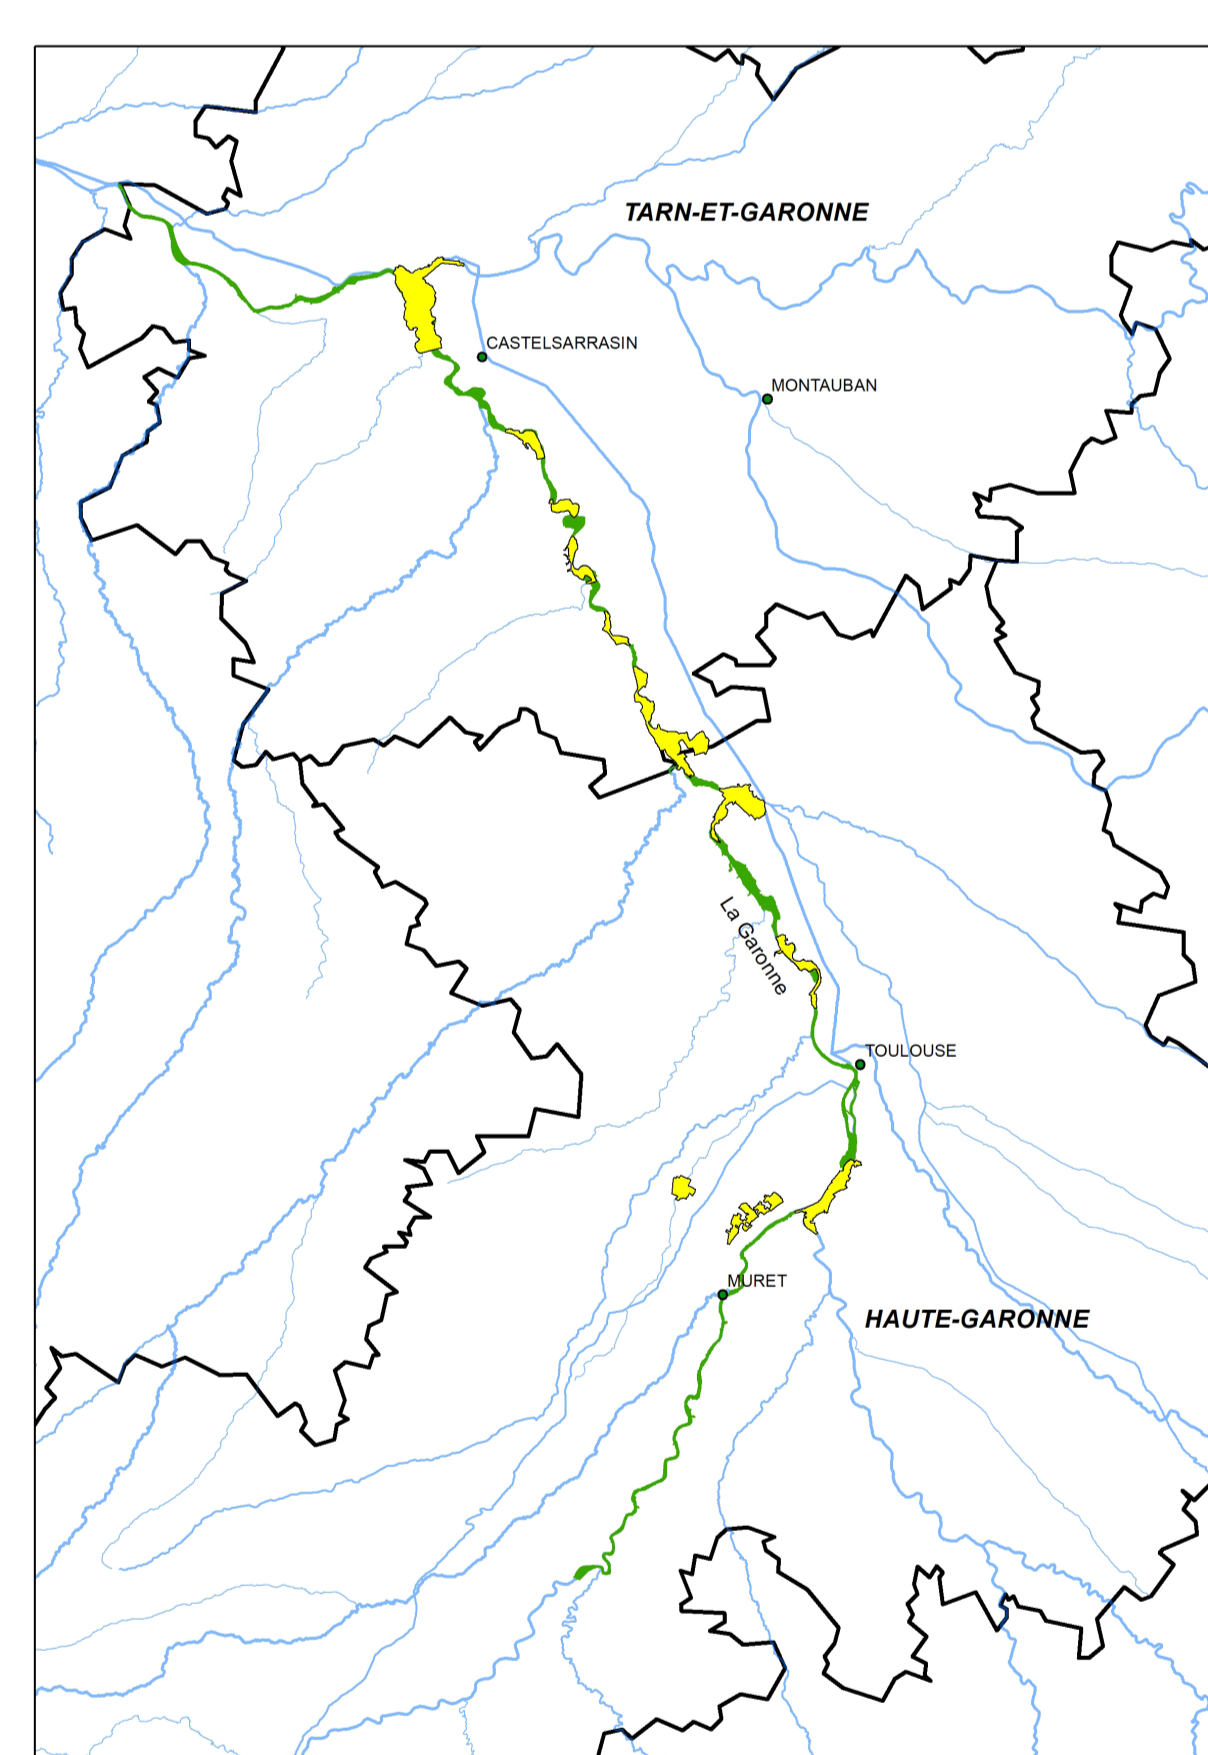 TARN-ET-GARONNE
CASTELSARRASIN
MONTAUBAN
La Garonne
TOULOUSE
MURET
HAUTE-GARONNE